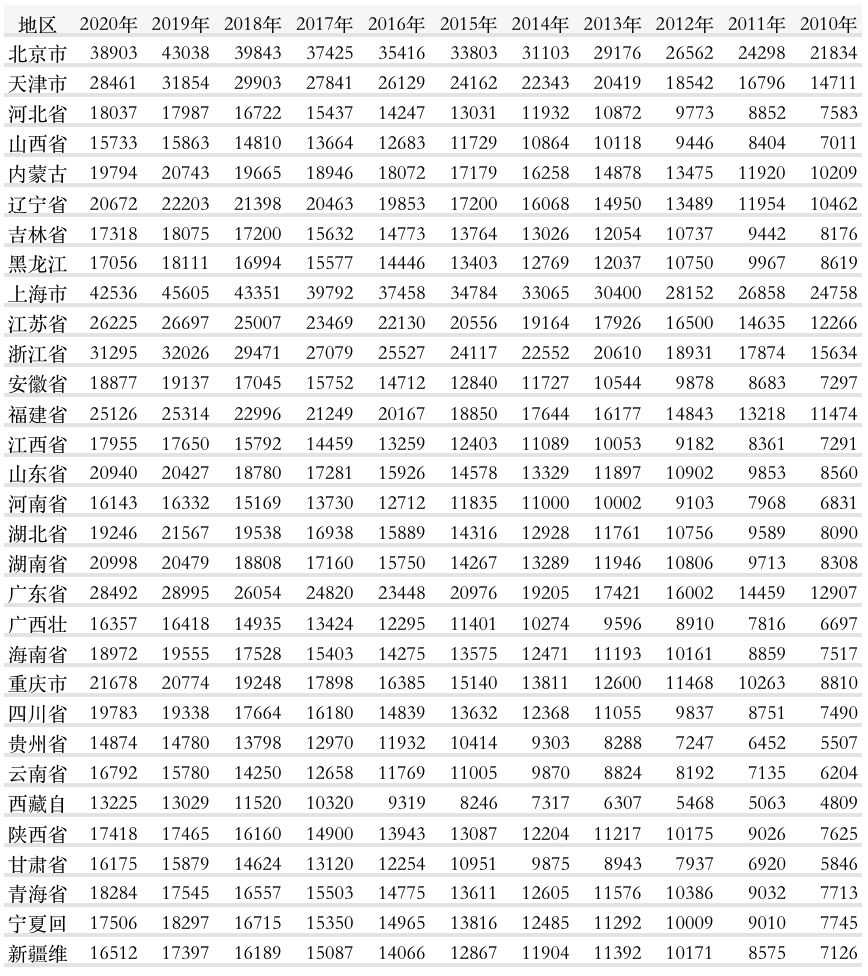 地区 2020年 2019年 2018年 2017年 2016年 2015年 2014年 2013年 2012年 2011年 2010年
北京市 38903 43038 39843 37425 35416 33803 31103 29176 26562 24298 21834
天津市 28461 31854 29903 27841 26129 24162 22343 20419 18542 16796 14711
河北省 18037 17987 16722 15437 14247 13031 11932 10872 9773 8852 7583
山西省 15733 15863 14810 13664 12683 11729 10864 10118 9446 8404 7011
内蒙古 19794 20743 19665 18946 18072 17179 16258 14878 13475 11920 10209
辽宁省 20672 22203 21398 20463 19853 17200 16068 14950 13489 11954 10462
吉林省 17318 18075 17200 15632 14773 13764 13026 12054 10737 9442 8176
黑龙江 17056 18111 16994 15577 14446 13403 12769 12037 10750 9967 8619
上海市 42536 45605 43351 39792 37458 34784 33065 30400 28152 26858 24758
江苏省 26225 26697 25007 23469 22130 20556 19164 17926 16500 14635 12266
浙江省 31295 32026 29471 27079 25527 24117 22552 20610 18931 17874 15634
安徽省 18877 19137 17045 15752 14712 12840 11727 10544 9878 8683 7297
福建省 25126 25314 22996 21249 20167 18850 17644 16177 14843 13218 11474
江西省 17955 17650 15792 14459 13259 12403 11089 10053 9182 8361 7291
山东省 20940 20427 18780 17281 15926 14578 13329 11897 10902 9853 8560
河南省 16143 16332 15169 13730 12712 11835 11000 10002 9103 7968 6831
湖北省 19246 21567 19538 16938 15889 14316 12928 11761 10756 9589 8090
湖南省 20998 20479 18808 17160 15750 14267 13289 11946 10806 9713 8308
广东省 28492 28995 26054 24820 23448 20976 19205 17421 16002 14459 12907
广西壮 16357 16418 14935 13424 12295 11401 10274 9596 8910 7816 6697
海南省 18972 19555 17528 15403 14275 13575 12471 11193 10161 8859 7517
重庆市 21678 20774 19248 17898 16385 15140 13811 12600 11468 10263 8810
四川省 19783 19338 17664 16180 14839 13632 12368 11055 9837 8751 7490
贵州省 14874 14780 13798 12970 11932 10414 9303 8288 7247 6452 5507
云南省 16792 15780 14250 12658 11769 11005 9870 8824 8192 7135 6204
西藏自 13225 13029 11520 10320 9319 8246 7317 6307 5468 5063 4809
陕西省 17418 17465 16160 14900 13943 13087 12204 11217 10175 9026 7625
甘肃省 16175 15879 14624 13120 12254 10951 9875 8943 7937 6920 5846
青海省 18284 17545 16557 15503 14775 13611 12605 11576 10386 9032 7713
宁夏回 17506 18297 16715 15350 14965 13816 12485 11292 10009 9010 7745
新疆维 16512 17397 16189 15087 14066 12867 11904 11392 10171 8575 7126